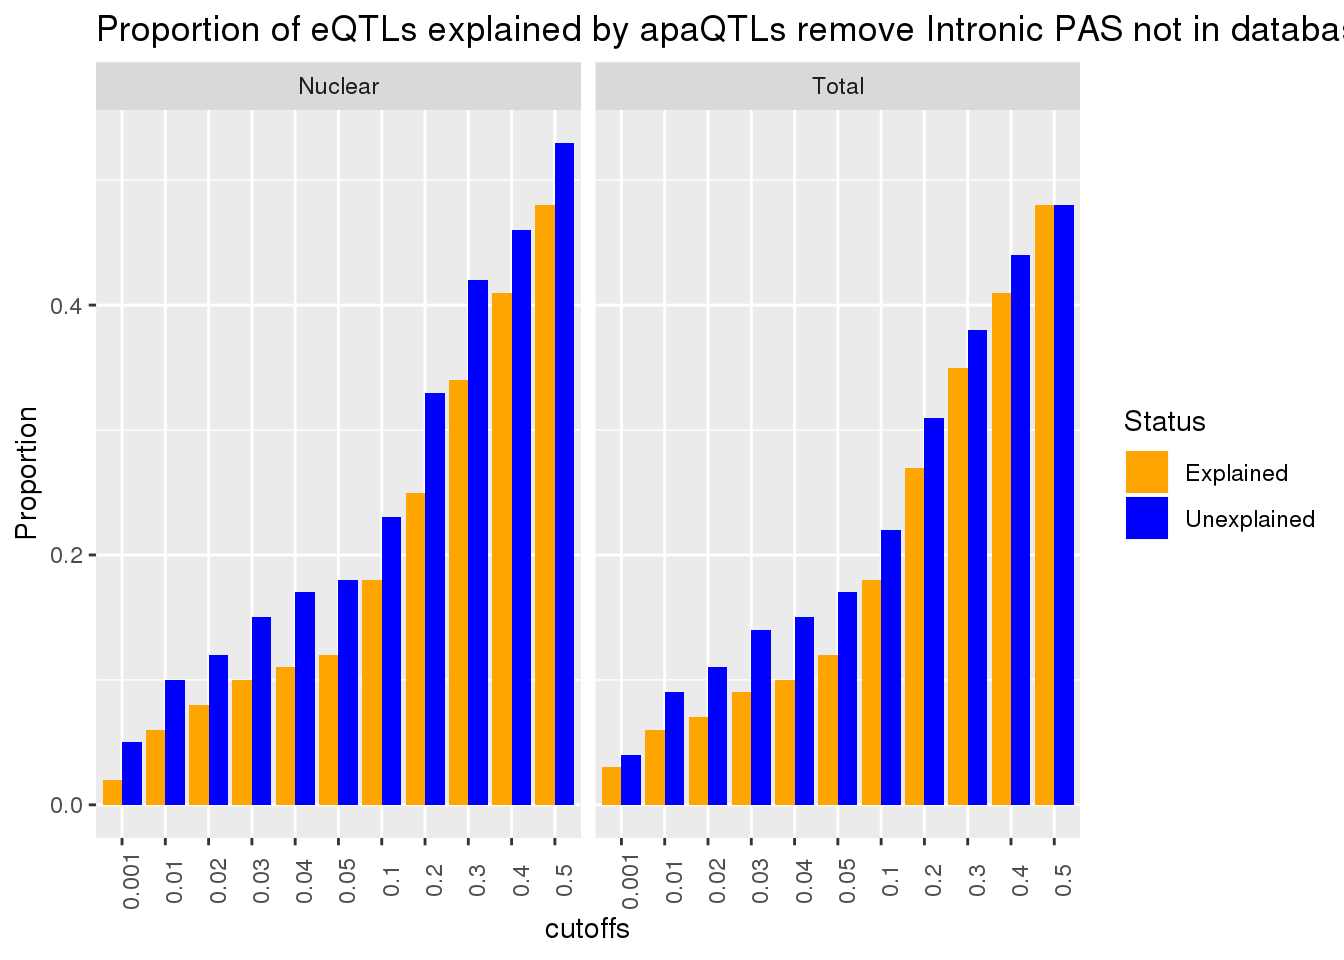 Proportion of eQTLs explained by apaQTLs remove Intronic PAS not in databas
Nuclear
Total
Proportion
0.4
0.2
0.0
0.001 0.01 0.02 0.03 0.04 0.05 0.1 0.2 0.3 0.4 0.5
0.001 0.01 0.02 0.03 0.04 0.05 0.1 0.2 0.3 0.4 0.5
cutoffs
Status
Explained
Unexplained